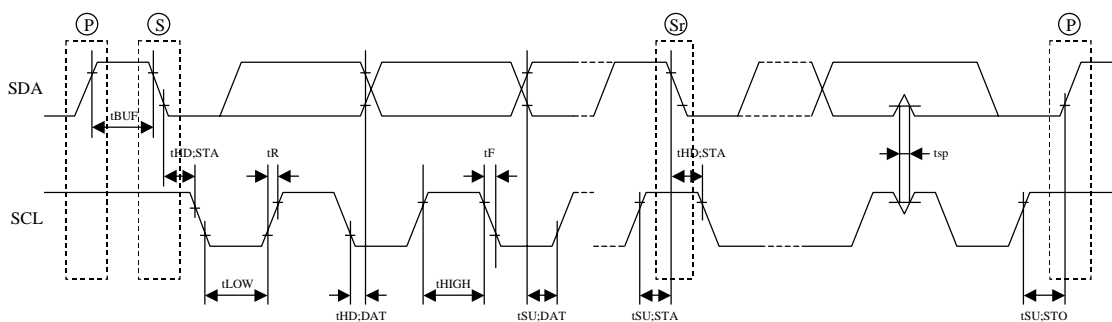 P
S
Sr
P
SDA
tBUF
tHD;STA
tR
tF
tHD;STA
tsp
SCL
tLOW
tHD;DAT
tHIGH
tSU;DAT
tSU;STA
tSU;STO